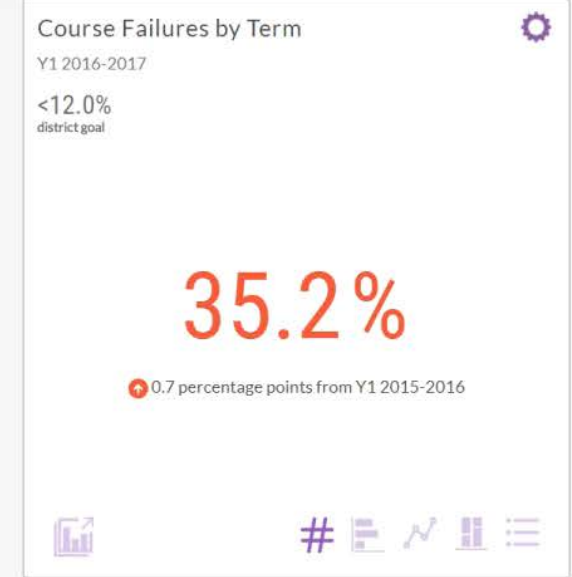 Course Failures by Term
Y1 2016-2017
<12.0%
district goal
35.2%
0.7 percentage points from Y1 2015-2016
#